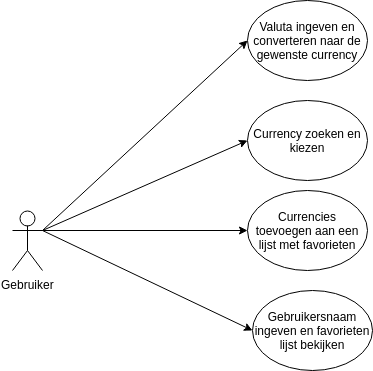 Valuta ingeven en
converteren naar de
gewenste currency
Currency zoeken en
kiezen
Currencies
toevoegen aan een
lijst met favorieten
Gebruiker
Gebruikersnaam
ingeven en favorieten
lijst bekijken